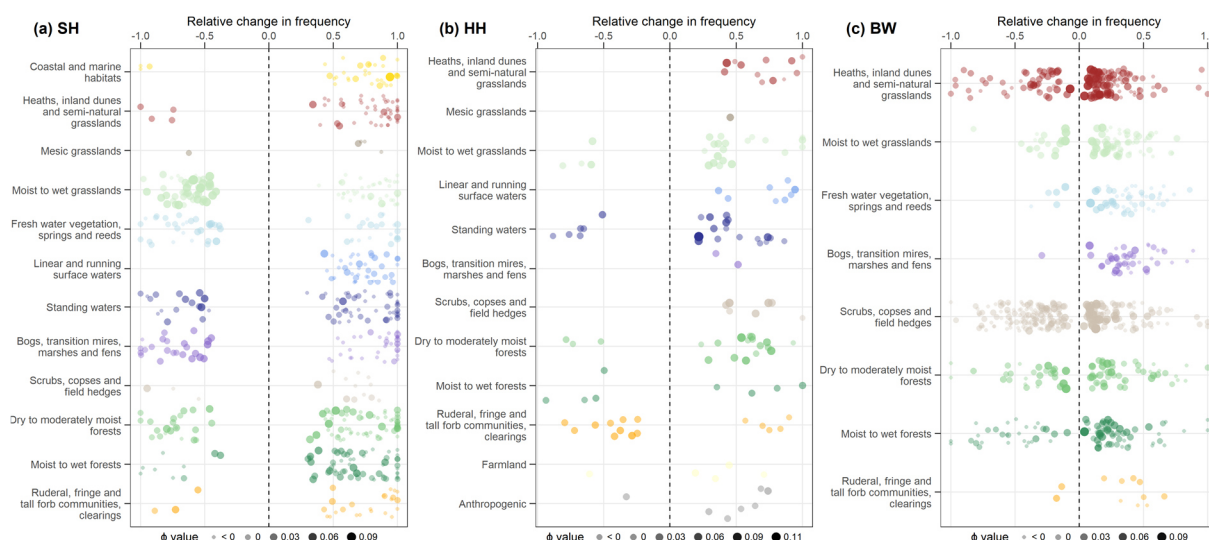 Relative change in frequency
(a) SH
-1.0 -0.5 0.0 0.5 1.0
Coastal and marine
habitats
Heaths, inland dunes
and semi-natural
grasslands
Mesic grasslands
Moist to wet grasslands
Fresh water vegetation,
springs and reeds
Linear and running
surface waters
Standing waters
Bogs, transition mires,
marshes and fens
Scrubs, copses and
field hedges
Dry to moderately moist
forests
Moist to wet forests
Ruderal, fringe and
tall forb communities,
clearings
ϕ value < 0 0 0.03 0.06 0.09
Relative change in frequency
(b) HH
-1.0 -0.5 0.0 0.5 1.0
Heaths, inland dunes
and semi-natural
grasslands
Mesic grasslands
Moist to wet grasslands
Linear and running
surface waters
Standing waters
Bogs, transition mires,
marshes and fens
Scrubs, copses and
field hedges
Dry to moderately moist
forests
Moist to wet forests
Ruderal, fringe and
tall forb communities,
clearings
Farmland
Anthropogenic
ϕ value < 0 0 0.03 0.06 0.09 0.11
Relative change in frequency
(c) BW
-1.0 -0.5 0.0 0.5 1.0
Heaths, inland dunes
and semi-natural
grasslands
Moist to wet grasslands
Fresh water vegetation,
springs and reeds
Bogs, transition mires,
marshes and fens
Scrubs, copses and
field hedges
Dry to moderately moist
forests
Moist to wet forests
Ruderal, fringe and
tall forb communities,
clearings
ϕ value < 0 0 0.03 0.06 0.09